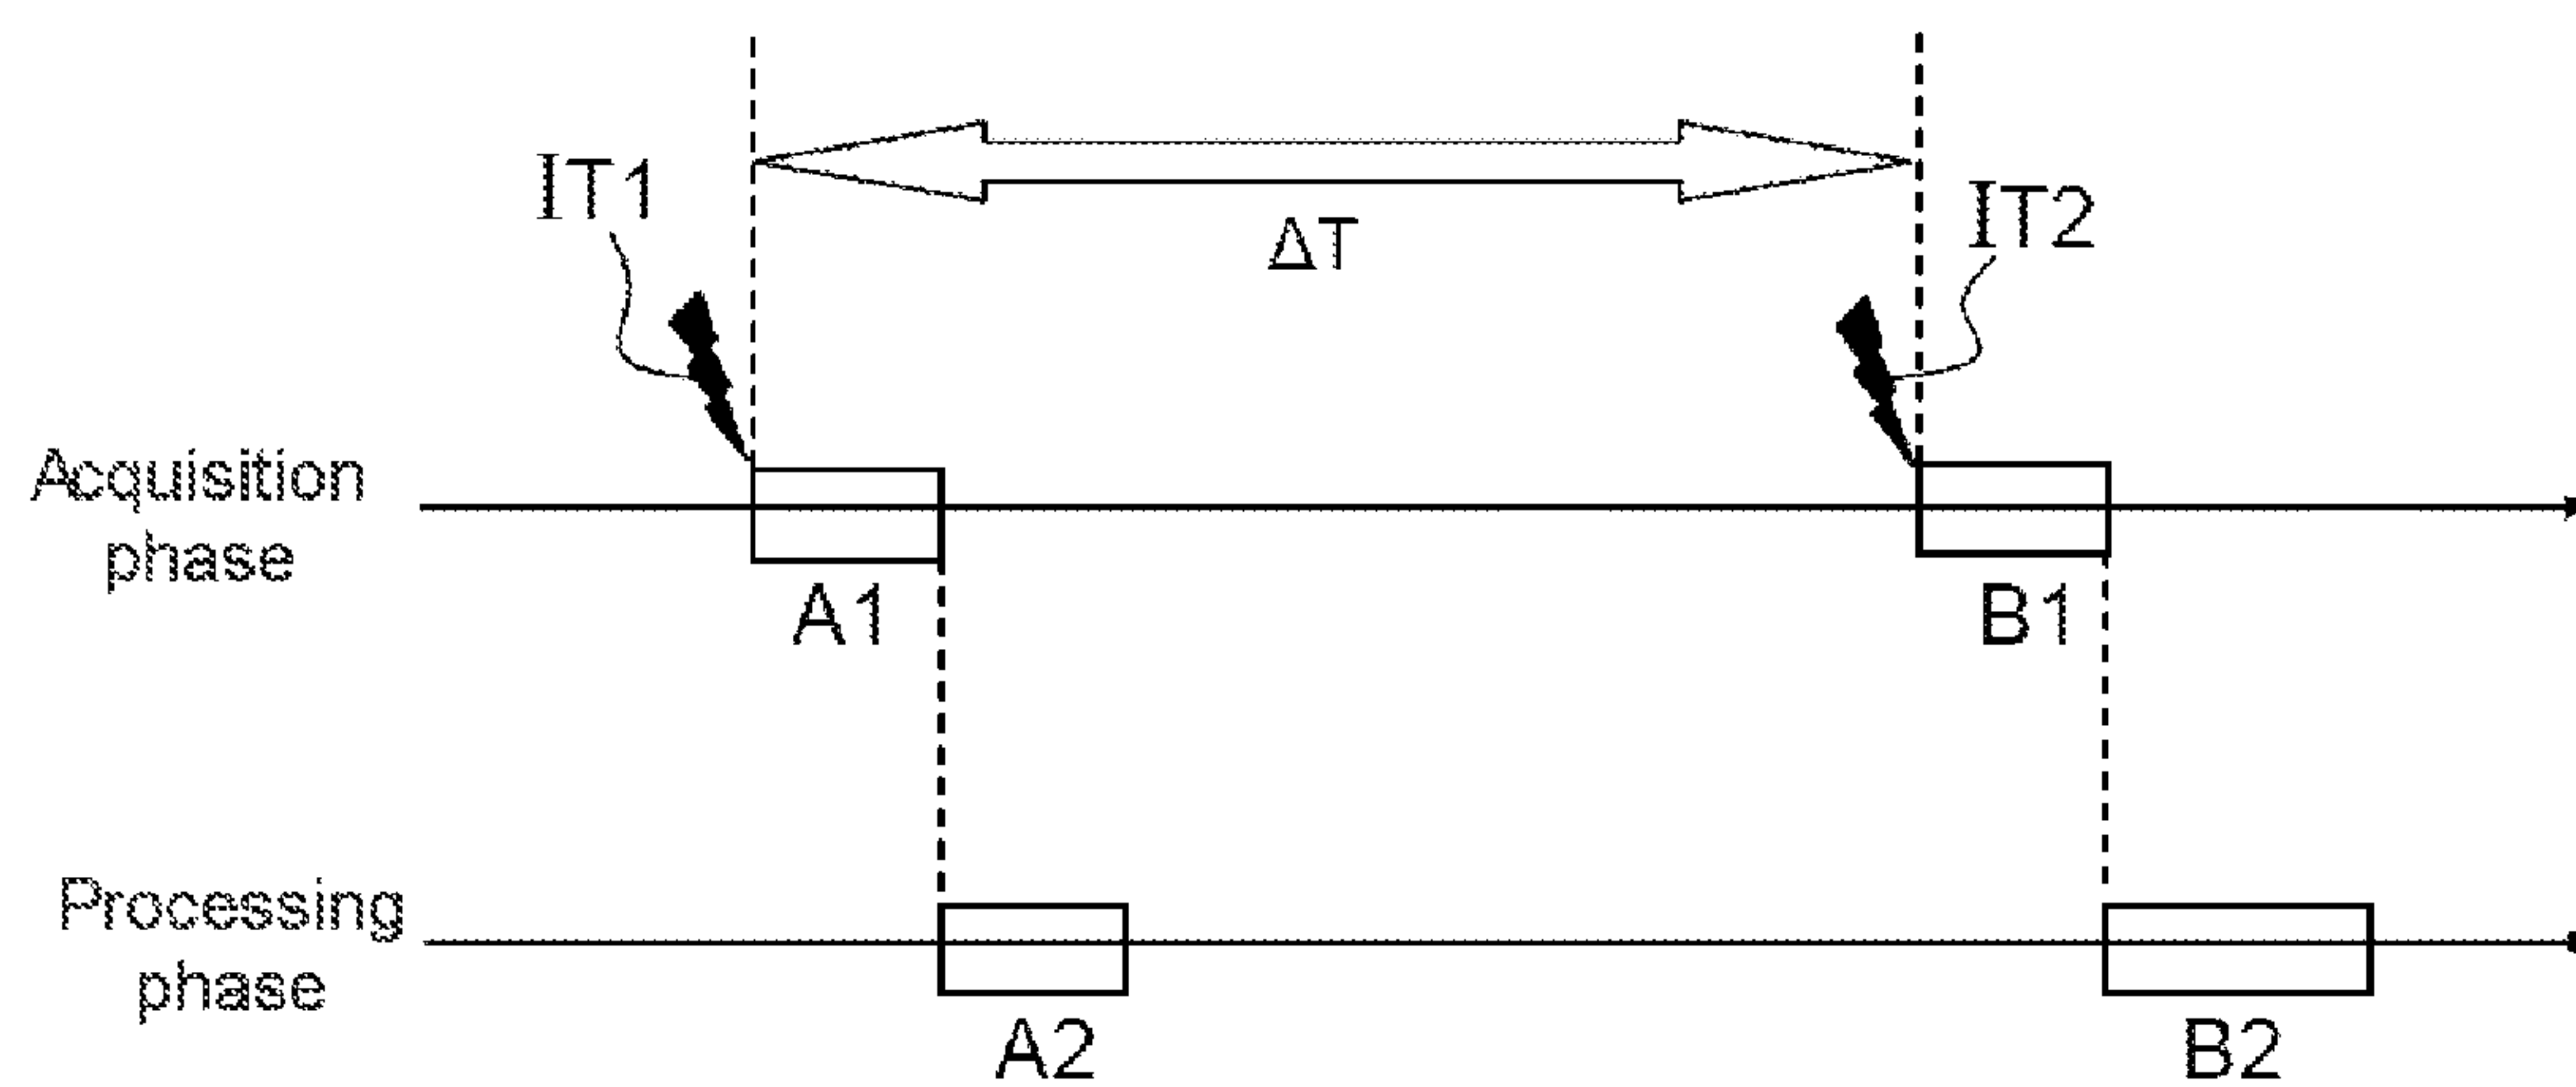 IT1
ΔT
IT2
Acquisition
phase
A1
B1
Processing
phase
A2
B2